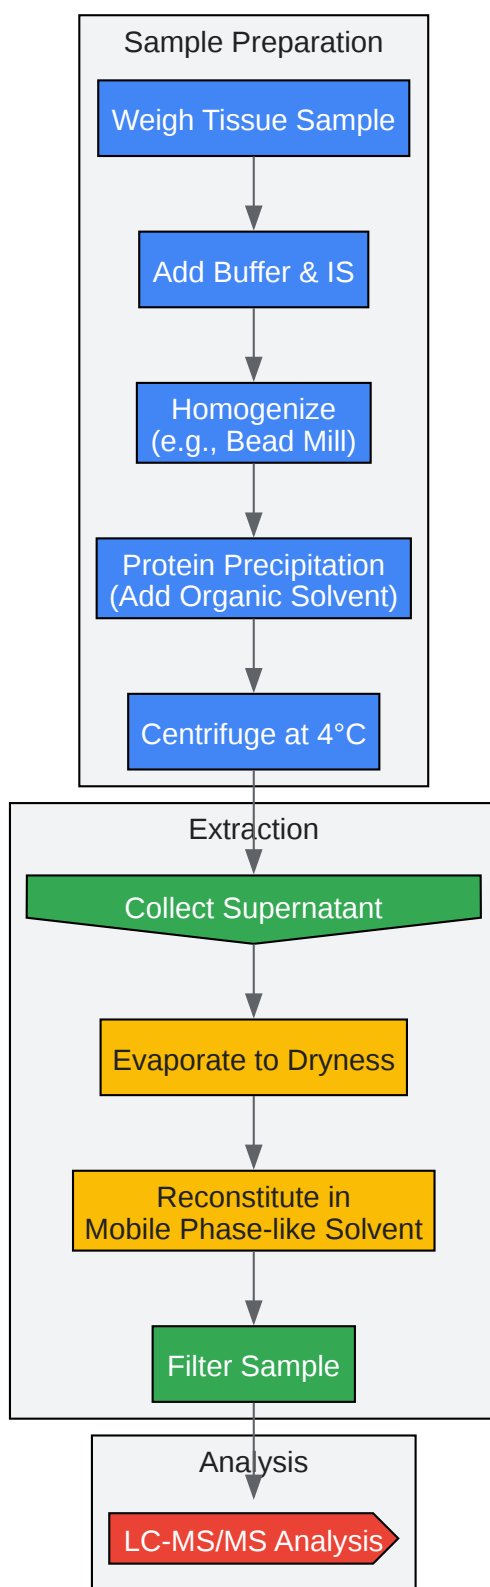 Sample Preparation
Weigh Tissue Sample
Add Buffer & IS
Homogenize
(e.g., Bead Mill)
Protein Precipitation
(Add Organic Solvent)
Centrifuge at 4°C
Extraction
Collect Supernatant
Evaporate to Dryness
Reconstitute in
Mobile Phase-like Solvent
Filter Sample
Analysis
LC-MS/MS Analysis